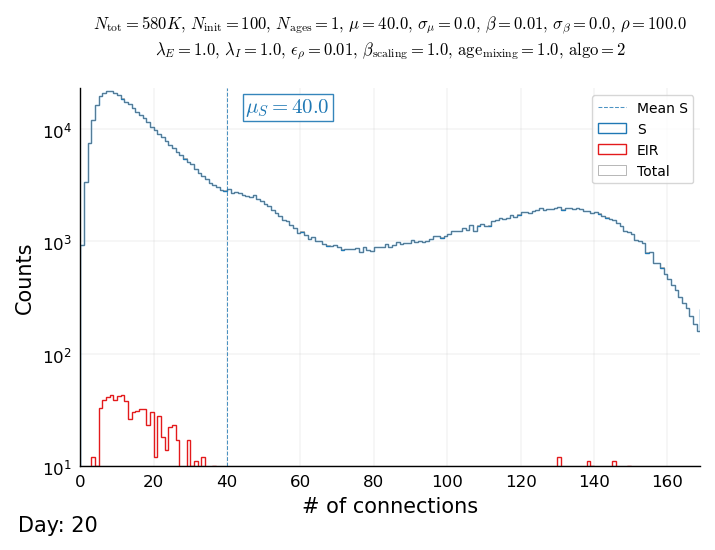 N_tot = 580K, N_init = 100, N_ages = 1, μ = 40.0, σ_μ = 0.0, β = 0.01, σ_β = 0.0, ρ = 100.0
λ_E = 1.0, λ_I = 1.0, ϵ_ρ = 0.01, β_scaling = 1.0, age_mixing = 1.0, algo = 2
μ_S = 40.0
Mean S
S
EIR
Total
Counts
10^4
10^3
10^2
10^1
0 20 40 60 80 100 120 140 160
# of connections
Day: 20